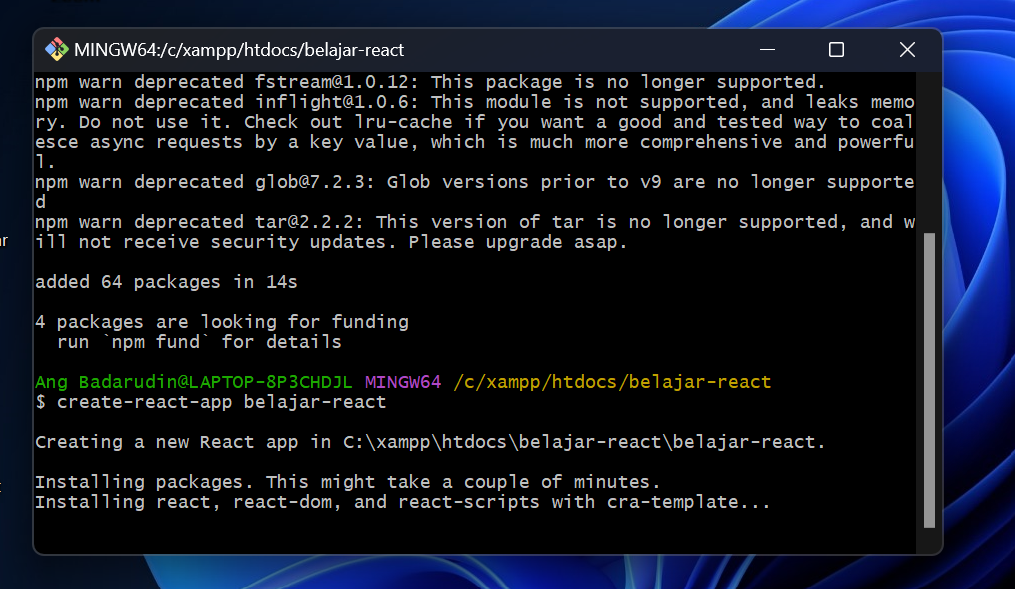 MINGW64:/c/xampp/htdocs/belajar-react
npm warn deprecated fstream@1.0.12: This package is no longer supported.
npm warn deprecated inflight@1.0.6: This module is not supported, and leaks memo
ry. Do not use it. Check out lru-cache if you want a good and tested way to coal
esce async requests by a key value, which is much more comprehensive and powerfu
l.
npm warn deprecated glob@7.2.3: Glob versions prior to v9 are no longer supporte
d
npm warn deprecated tar@2.2.2: This version of tar is no longer supported, and w
ill not receive security updates. Please upgrade asap.
added 64 packages in 14s
4 packages are looking for funding
run `npm fund` for details
Ang Badarudin@LAPTOP-8P3CHDJL MINGW64 /c/xampp/htdocs/belajar-react
$ create-react-app belajar-react
Creating a new React app in C:\xampp\htdocs\belajar-react\belajar-react.
Installing packages. This might take a couple of minutes.
Installing react, react-dom, and react-scripts with cra-template...